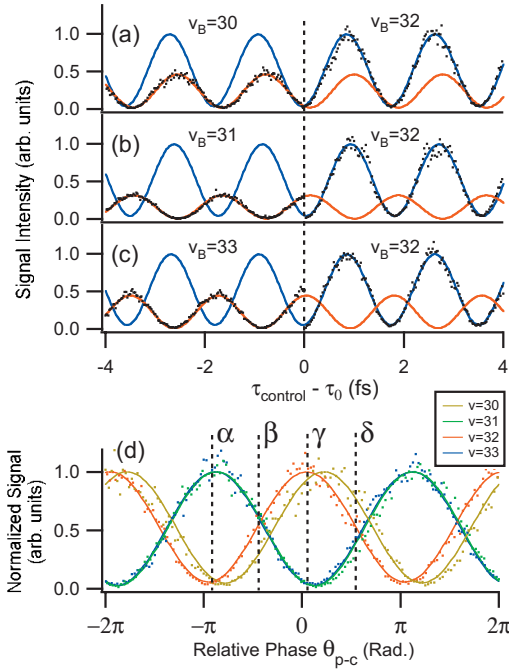 v_B=30 v_B=32
(a)
1.0
0.5
0.0
v_B=31 v_B=32
(b)
1.0
0.5
0.0
v_B=33 v_B=32
(c)
1.0
0.5
0.0
Signal Intensity (arb. units)
-4 -2 0 2 4
τ_control - τ_0 (fs)
v=30
v=31
v=32
v=33
(d) α β γ δ
1.0
0.5
0.0
Normalized Signal
(arb. units)
−2π −π 0 π 2π
Relative Phase θ_p-c (Rad.)